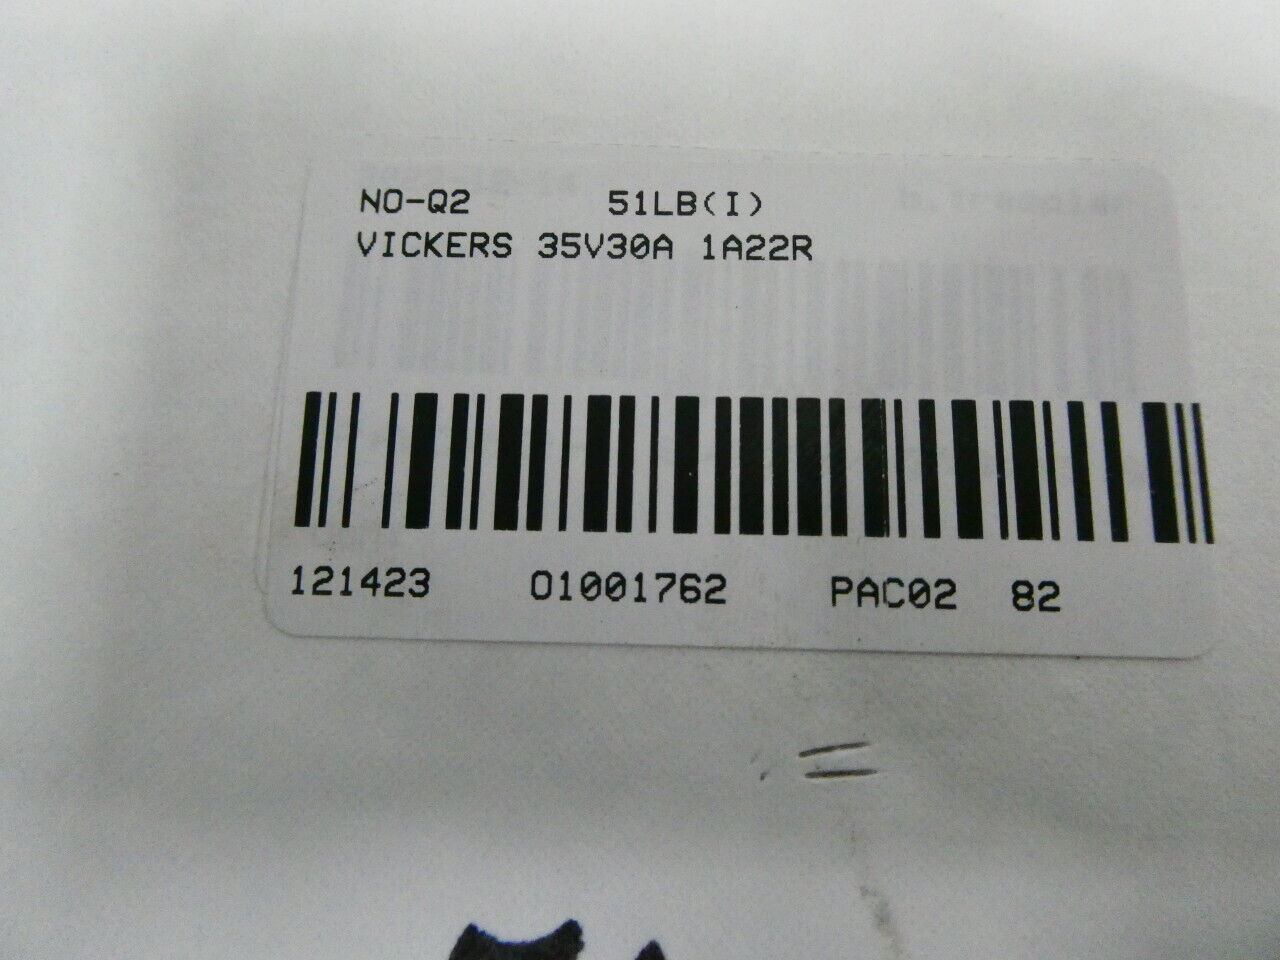 NO-Q2 51LB(I)
VICKERS 35V30A 1A22R
121423 01001762 PAC02 82